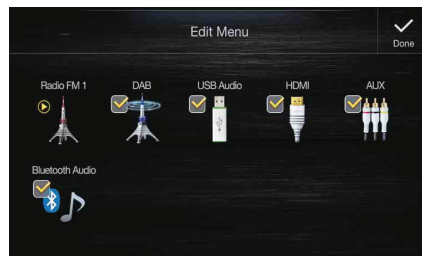 Edit Menu
Done
Radio FM 1
DAB
USB Audio
HDMI
AUX
Bluetooth Audio